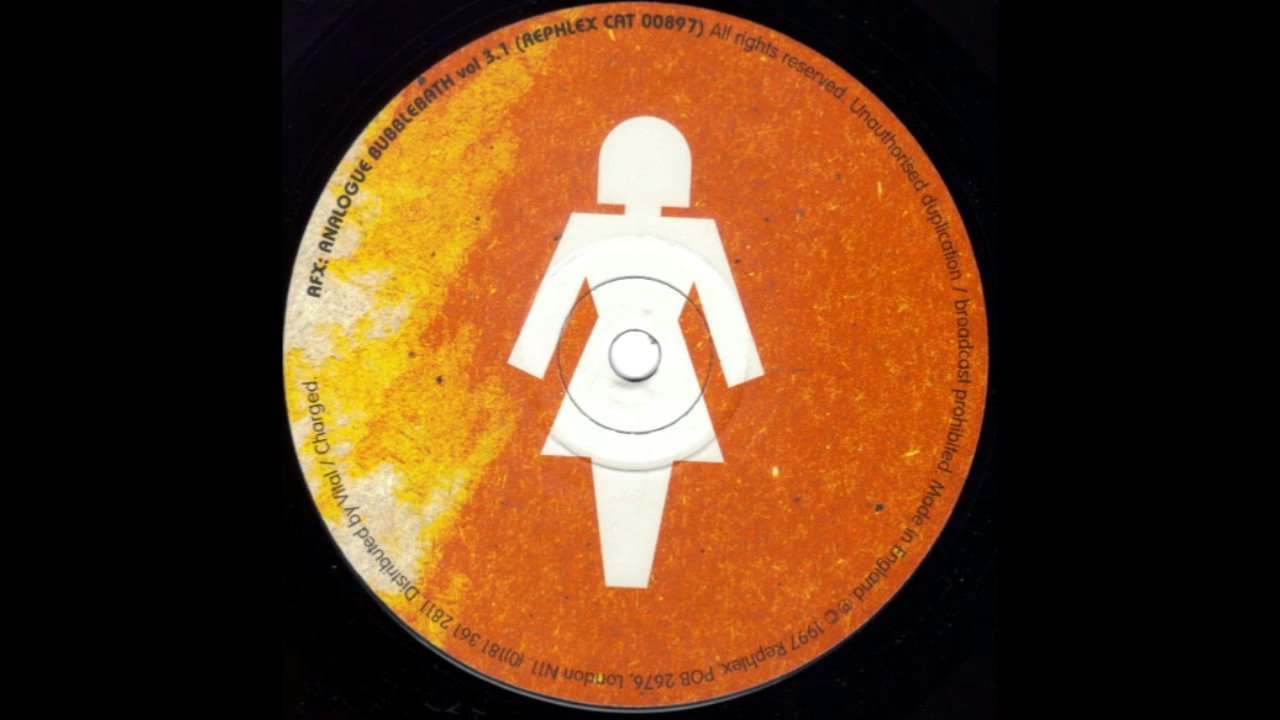 AFX: ANALOGUE BUBBLEBATH vol 3.1 (REPHLEX CAT 00897) All rights reserved. Unauthorised duplication / broadcast prohibited. Made in England ℗© 1997 Rephlex, POB 2676, London N11. (0)181 361 2811. Distributed by Vital / Charged.